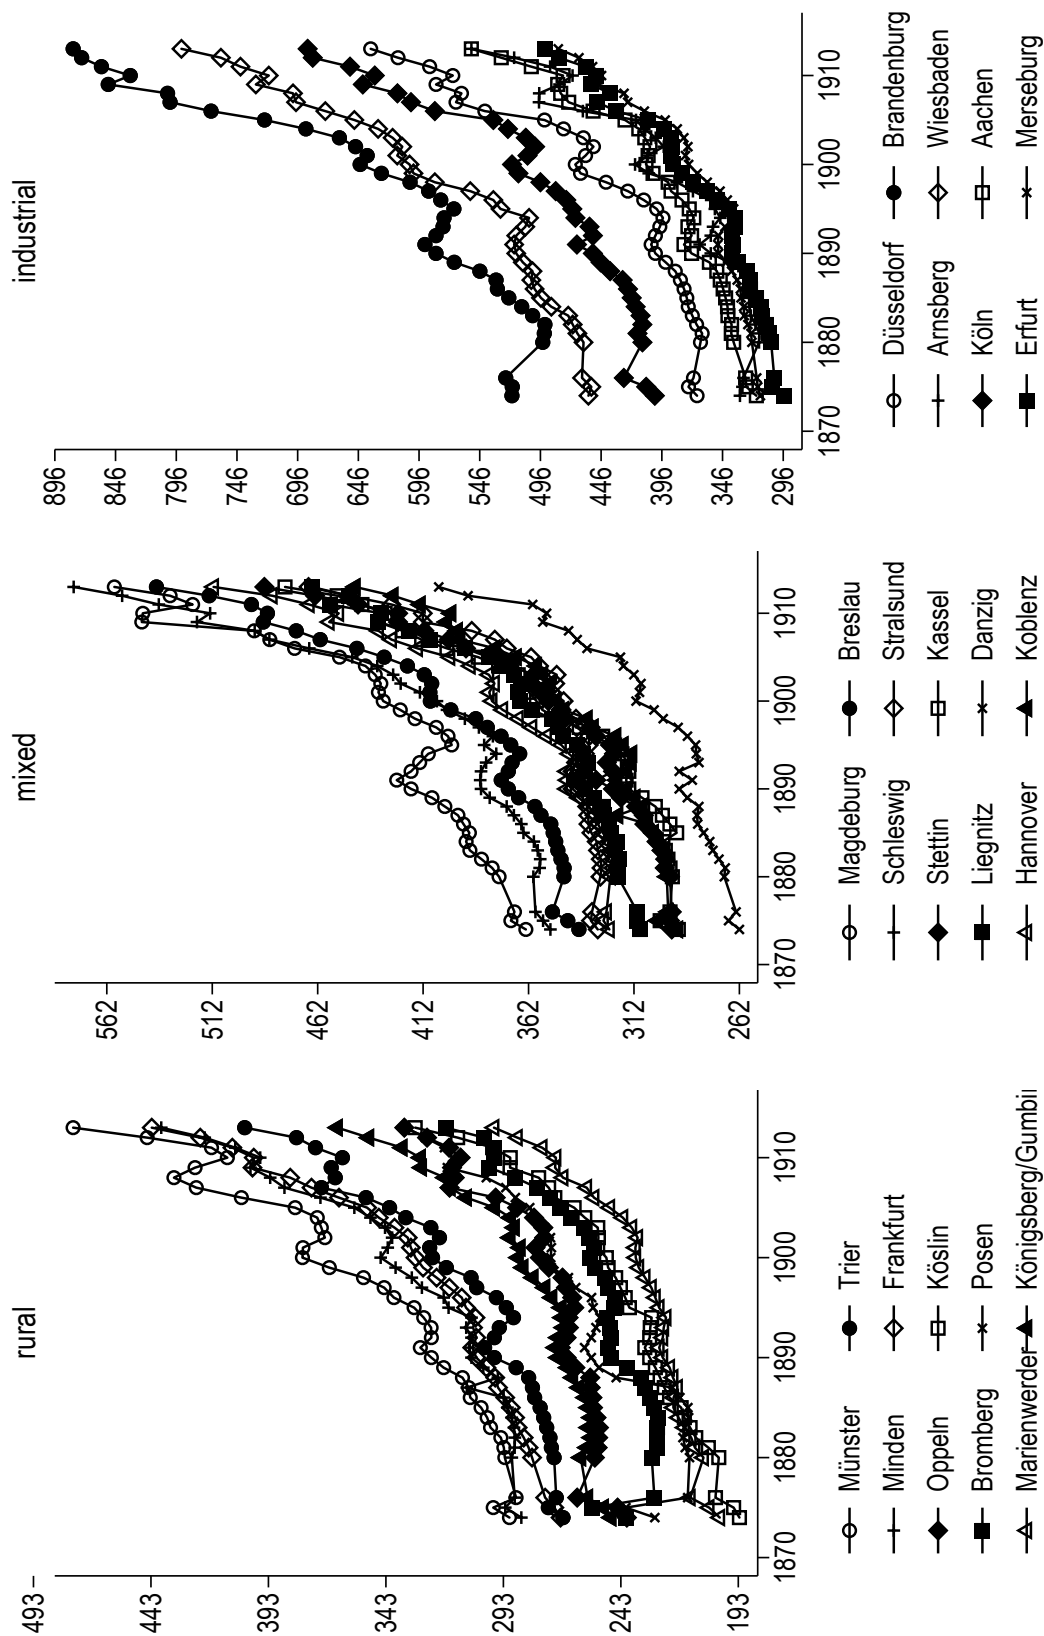 rural
493
443
393
343
293
243
193
1870
1880
1890
1900
1910
Münster
Trier
Minden
Frankfurt
Oppeln
Köslin
Bromberg
Posen
Marienwerder
Königsberg/Gumbii
mixed
562
512
462
412
362
312
262
1870
1880
1890
1900
1910
Magdeburg
Breslau
Schleswig
Stralsund
Stettin
Kassel
Liegnitz
Danzig
Hannover
Koblenz
industrial
896
846
796
746
696
646
596
546
496
446
396
346
296
1870
1880
1890
1900
1910
Düsseldorf
Brandenburg
Arnsberg
Wiesbaden
Köln
Aachen
Erfurt
Merseburg